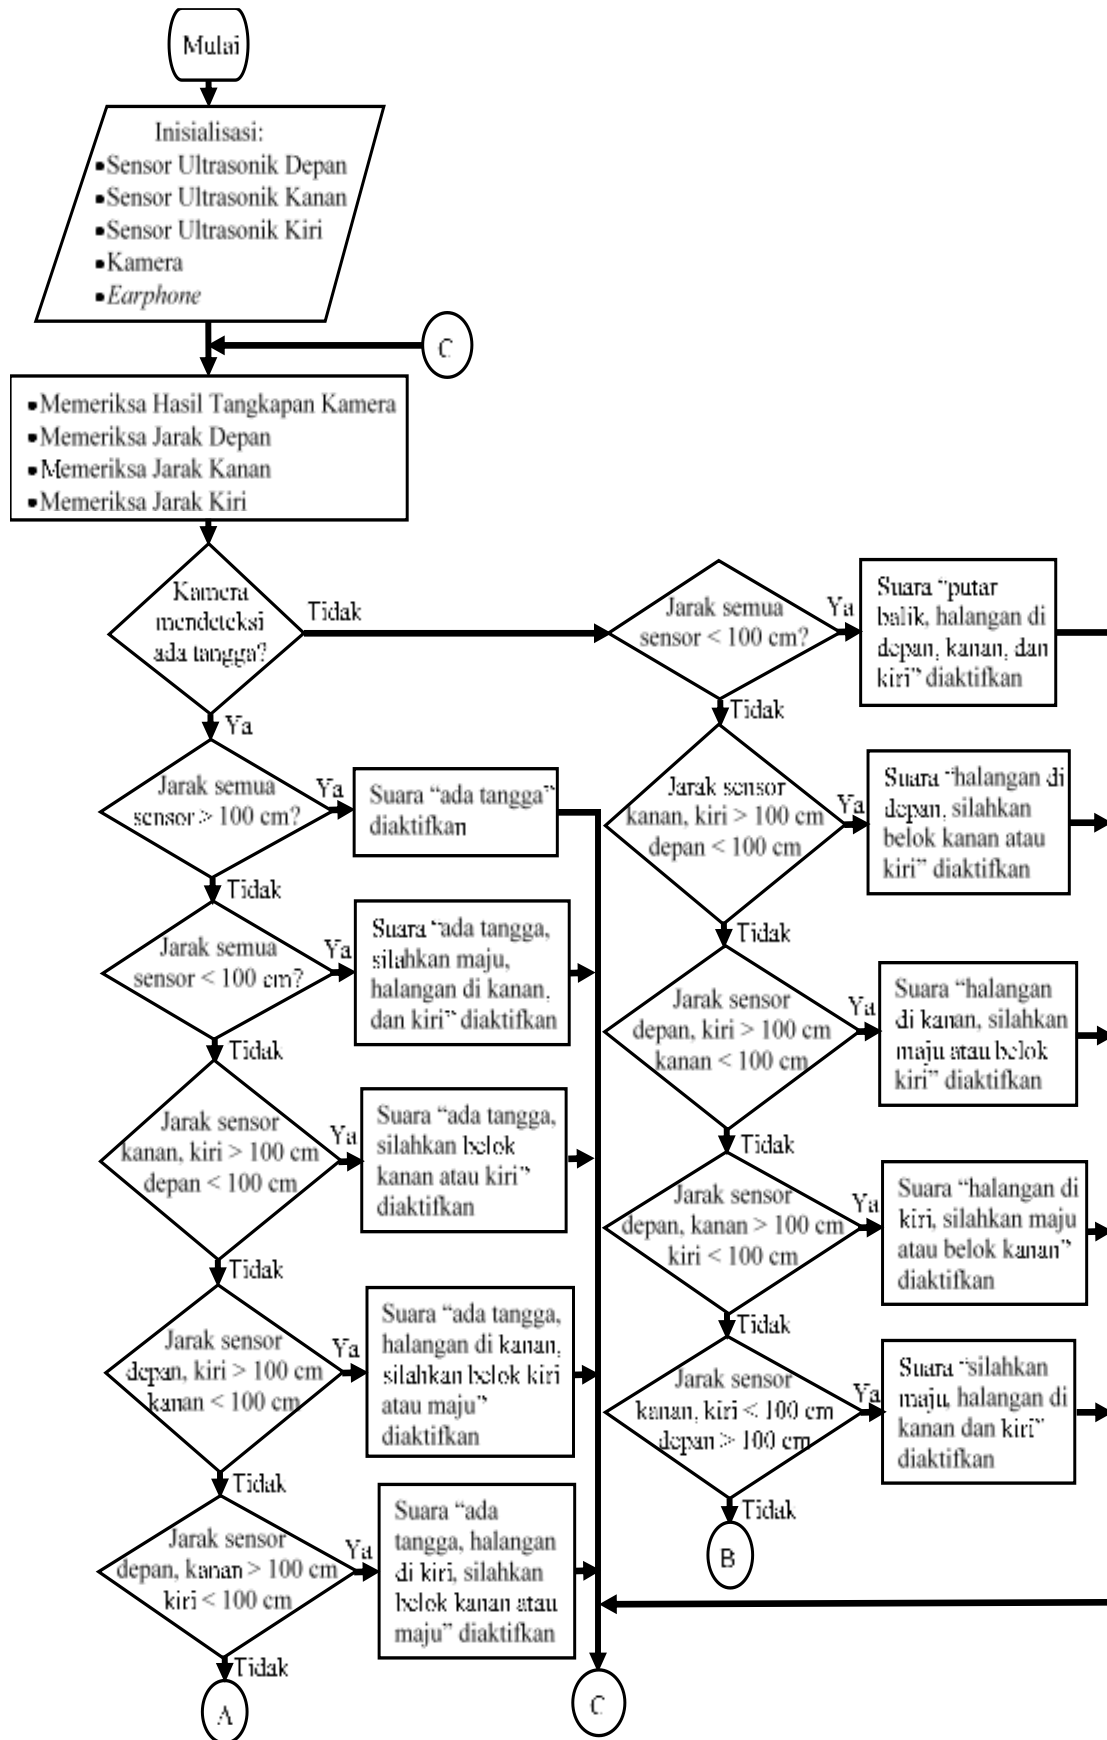 Mulai
Inisialisasi:
•Sensor Ultrasonik Depan
•Sensor Ultrasonik Kanan
•Sensor Ultrasonik Kiri
•Kamera
•Earphone
C
•Memeriksa Hasil Tangkapan Kamera
•Memeriksa Jarak Depan
•Memeriksa Jarak Kanan
•Memeriksa Jarak Kiri
Kamera
mendeteksi
ada tangga?
Tidak
Ya
Jarak semua
sensor > 100 cm?
Ya
Suara “ada tangga”
diaktifkan
Tidak
Jarak semua
sensor < 100 cm?
Ya
Suara “ada tangga,
silahkan maju,
halangan di kanan,
dan kiri” diaktifkan
Tidak
Jarak sensor
kanan, kiri > 100 cm
depan < 100 cm
Ya
Suara “ada tangga,
silahkan belok
kanan atau kiri”
diaktifkan
Tidak
Jarak sensor
depan, kiri > 100 cm
kanan < 100 cm
Ya
Suara “ada tangga,
halangan di kanan,
silahkan belok kiri
atau maju”
diaktifkan
Tidak
Jarak sensor
depan, kanan > 100 cm
kiri < 100 cm
Ya
Suara “ada
tangga, halangan
di kiri, silahkan
belok kanan atau
maju” diaktifkan
Tidak
A
C
Jarak semua
sensor < 100 cm?
Ya
Suara “putar
balik, halangan di
depan, kanan, dan
kiri” diaktifkan
Tidak
Jarak sensor
kanan, kiri > 100 cm
depan < 100 cm
Ya
Suara “halangan di
depan, silahkan
belok kanan atau
kiri” diaktifkan
Tidak
Jarak sensor
depan, kiri > 100 cm
kanan < 100 cm
Ya
Suara “halangan
di kanan, silahkan
maju atau belok
kiri” diaktifkan
Tidak
Jarak sensor
depan, kanan > 100 cm
kiri < 100 cm
Ya
Suara “halangan di
kiri, silahkan maju
atau belok kanan”
diaktifkan
Tidak
Jarak sensor
kanan, kiri < 100 cm
depan > 100 cm
Ya
Suara “silahkan
maju, halangan di
kanan dan kiri”
diaktifkan
Tidak
B